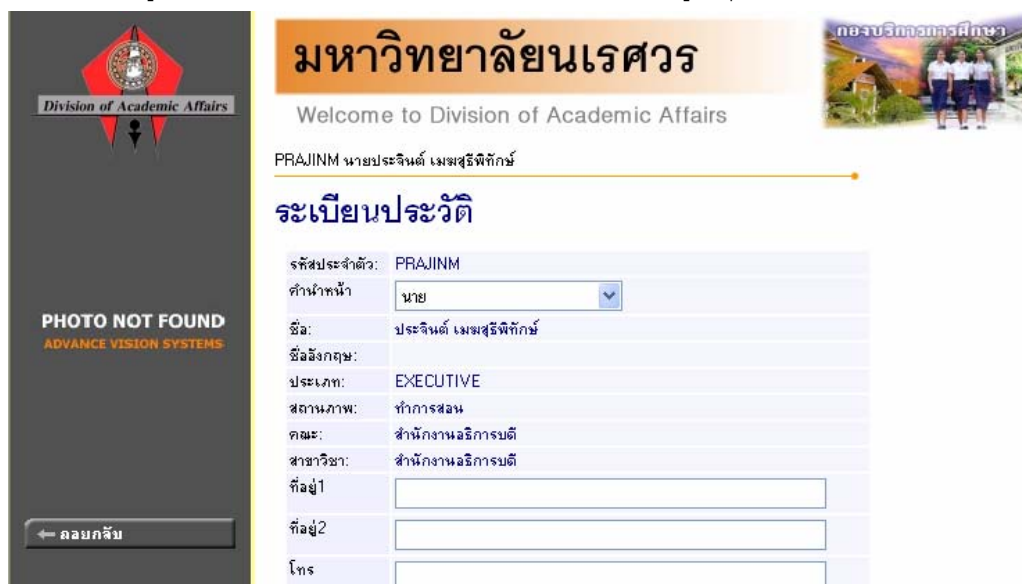 Division of Academic Affairs
มหาวิทยาลัยนเรศวร
กองบริการการศึกษา
Welcome to Division of Academic Affairs
PRAJINM นายประจินต์ เมฆสุธีพิทักษ์
ระเบียนประวัติ
รหัสประจำตัว: PRAJINM
คำนำหน้า นาย
PHOTO NOT FOUND
ADVANCE VISION SYSTEMS
ชื่อ: ประจินต์ เมฆสุธีพิทักษ์
ชื่ออังกฤษ:
ประเภท: EXECUTIVE
สถานภาพ: ทำการสอน
คณะ: สำนักงานอธิการบดี
สาขาวิชา: สำนักงานอธิการบดี
ที่อยู่1
ที่อยู่2
ถอยกลับ
โทร